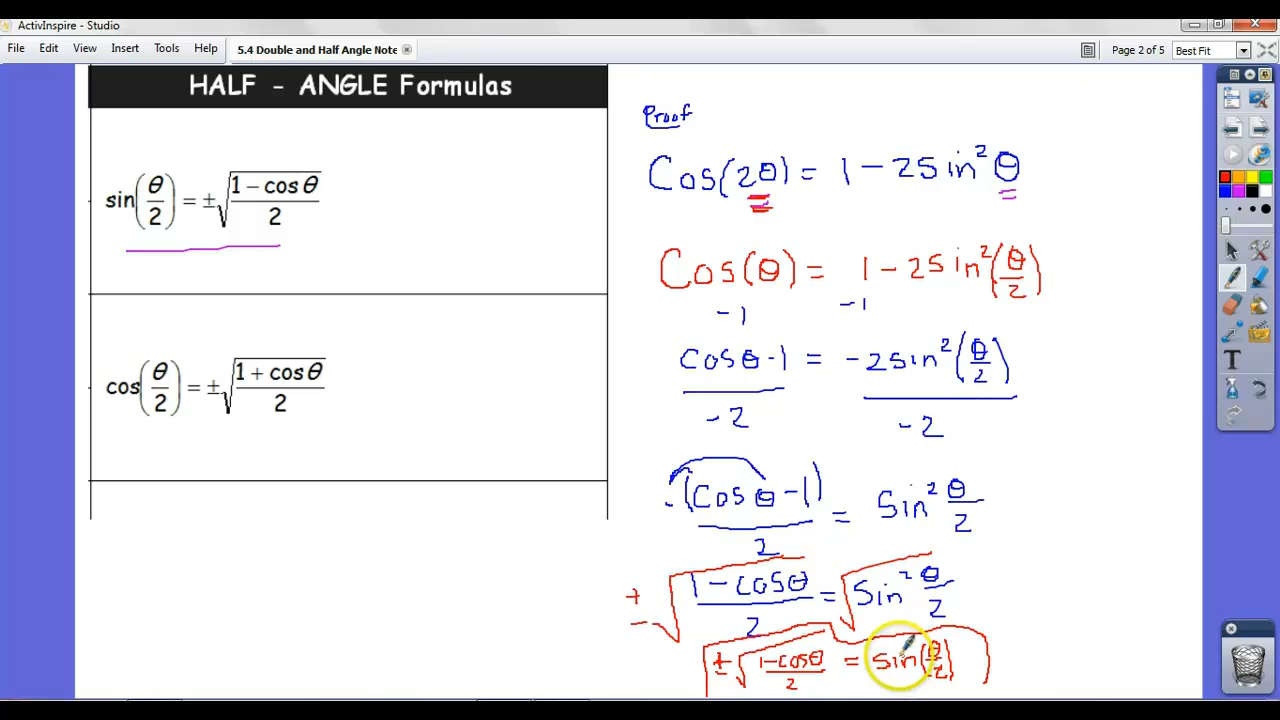 ActivInspire - Studio
File Edit View Insert Tools Help 5.4 Double and Half Angle Note Page 2 of 5 Best Fit
HALF - ANGLE Formulas
sin(θ/2) = ±√((1 - cos θ)/2)
cos(θ/2) = ±√((1 + cos θ)/2)
Proof
Cos(2θ) = 1 - 2Sin² θ
Cos(θ) = 1 - 2Sin²(θ/2)
-1 -1
cosθ-1 = -2sin²(θ/2)
-2 -2
-(Cosθ-1)/2 = Sin² θ/2
±√((1-cosθ)/2) = √(Sin² θ/2)
±√((1-cosθ)/2) = sin(θ/2)
T